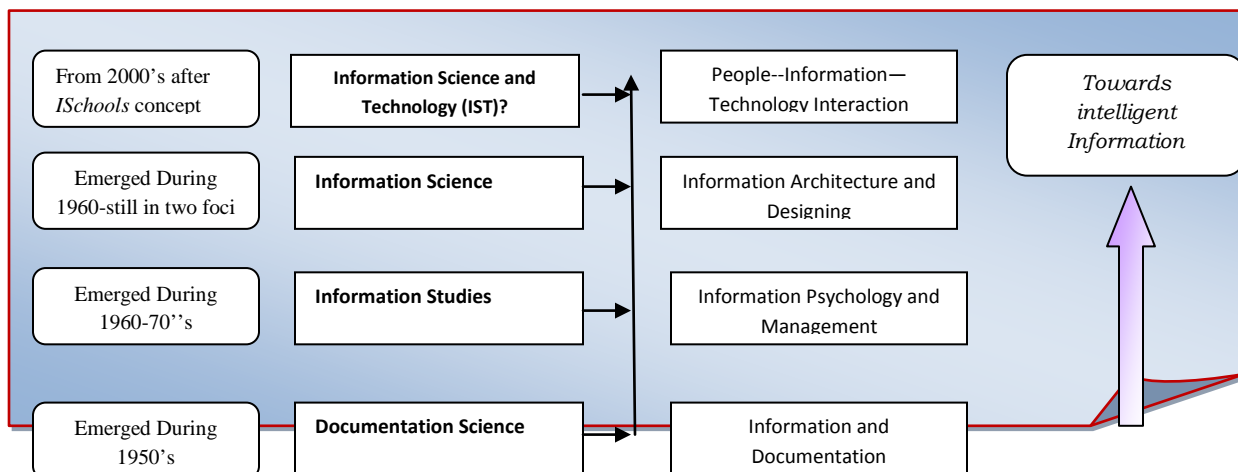 From 2000's after
ISchools concept
Information Science and
Technology (IST)?
People--Information—
Technology Interaction
Towards
intelligent
Information
Emerged During
1960-still in two foci
Information Science
Information Architecture and
Designing
Emerged During
1960-70''s
Information Studies
Information Psychology and
Management
Emerged During
1950's
Documentation Science
Information and
Documentation